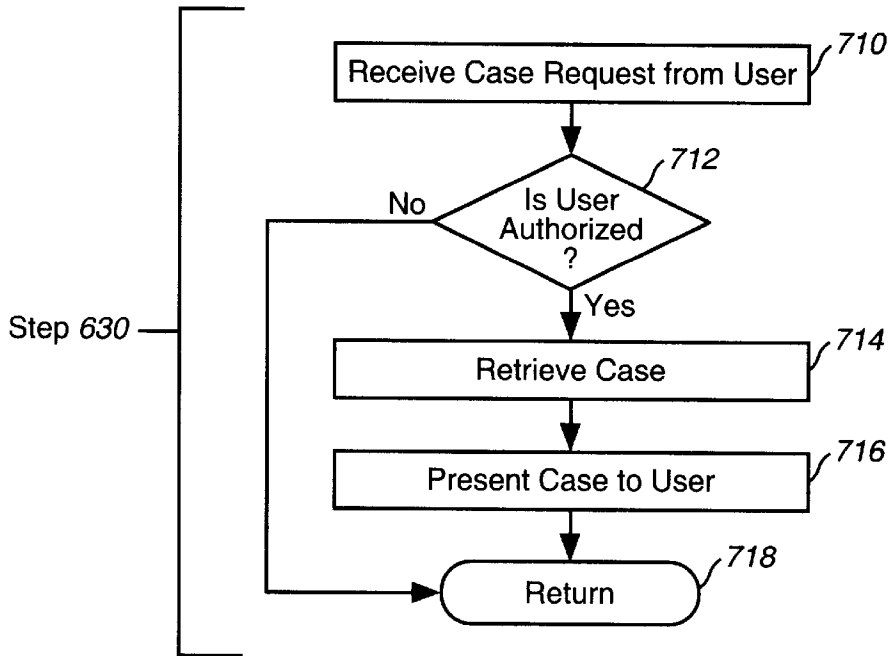 710
Receive Case Request from User
712
Is User
Authorized
?
No
Yes
Step 630
714
Retrieve Case
716
Present Case to User
718
Return